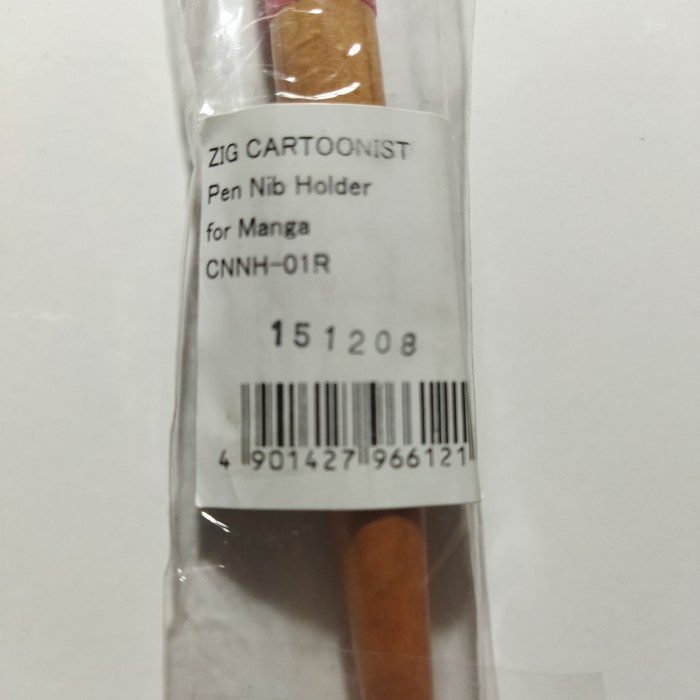 ZIG CARTOONIST
Pen Nib Holder
for Manga
CNNH-01R
151208
4 901427 966121